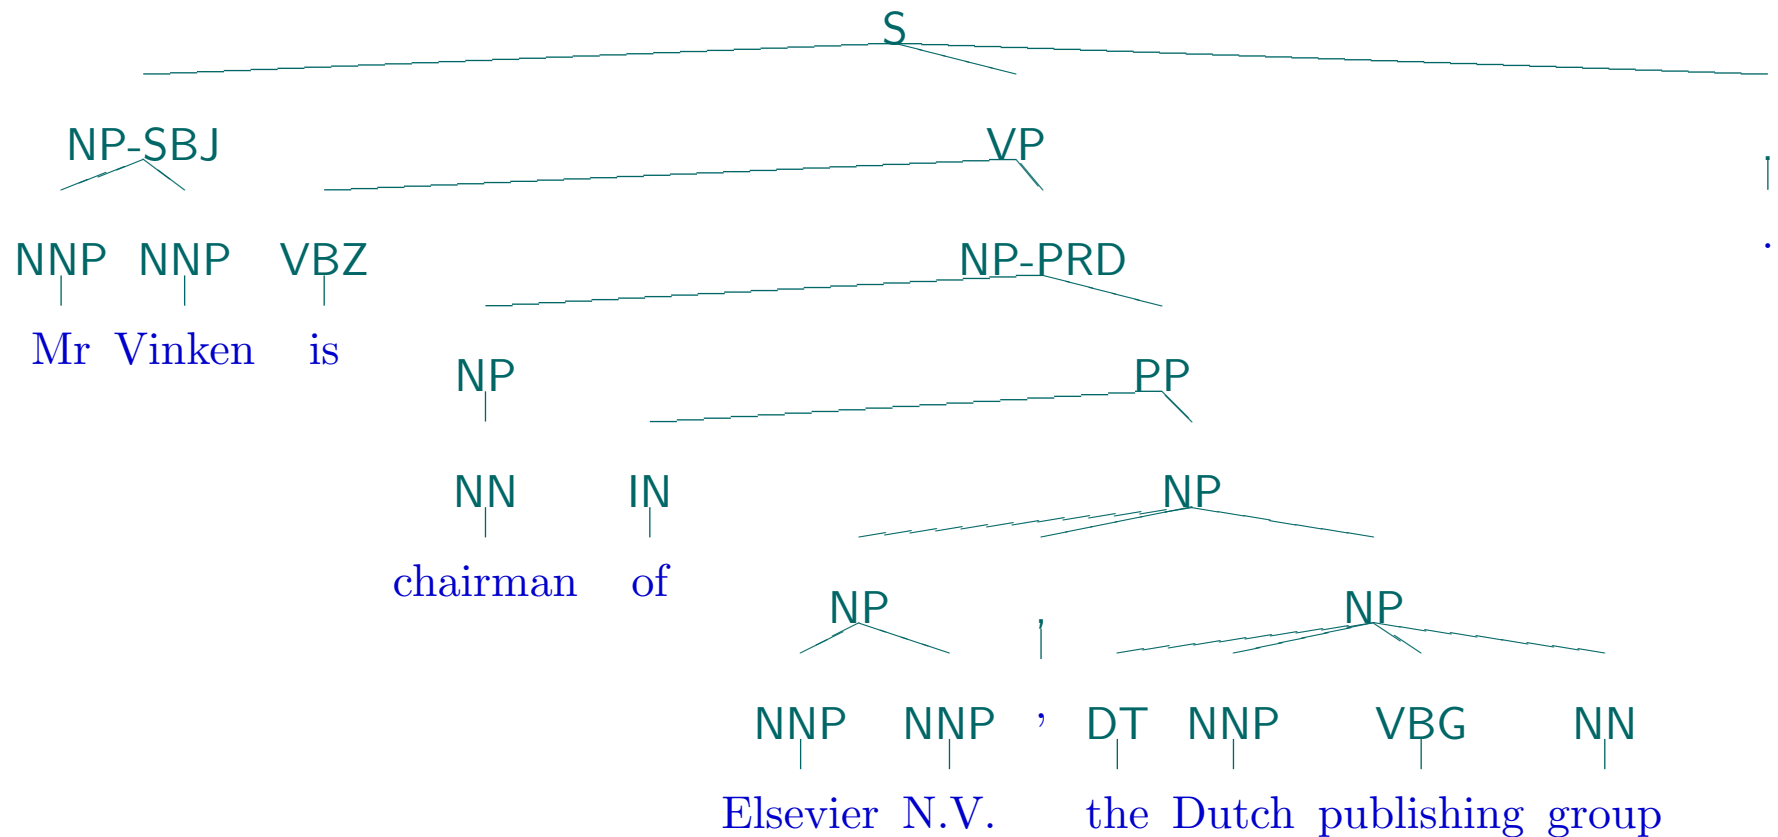 S
NP-SBJ VP .
NNP NNP VBZ NP-PRD .
Mr Vinken is
NP PP
NN IN NP
chairman of
NP , NP
NNP NNP , DT NNP VBG NN
Elsevier N.V. the Dutch publishing group